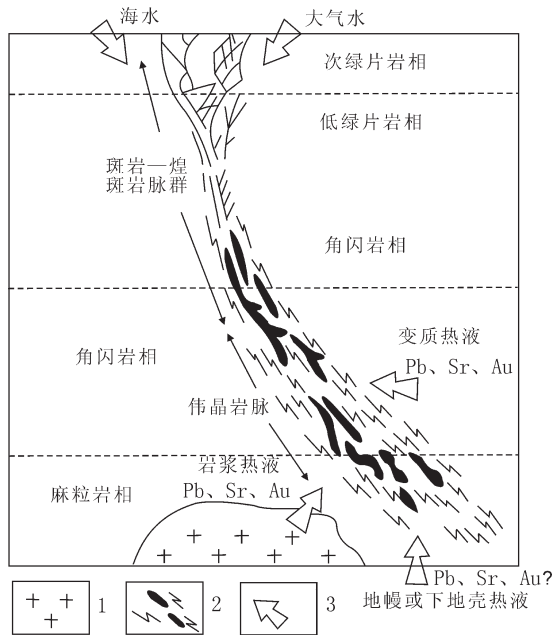 海水
大气水
次绿片岩相
低绿片岩相
斑岩—煌
斑岩脉群
角闪岩相
角闪岩相
变质热液
Pb、Sr、Au
伟晶岩脉
岩浆热液
Pb、Sr、Au
麻粒岩相
Pb、Sr、Au?
地幔或下地壳热液
1
2
3